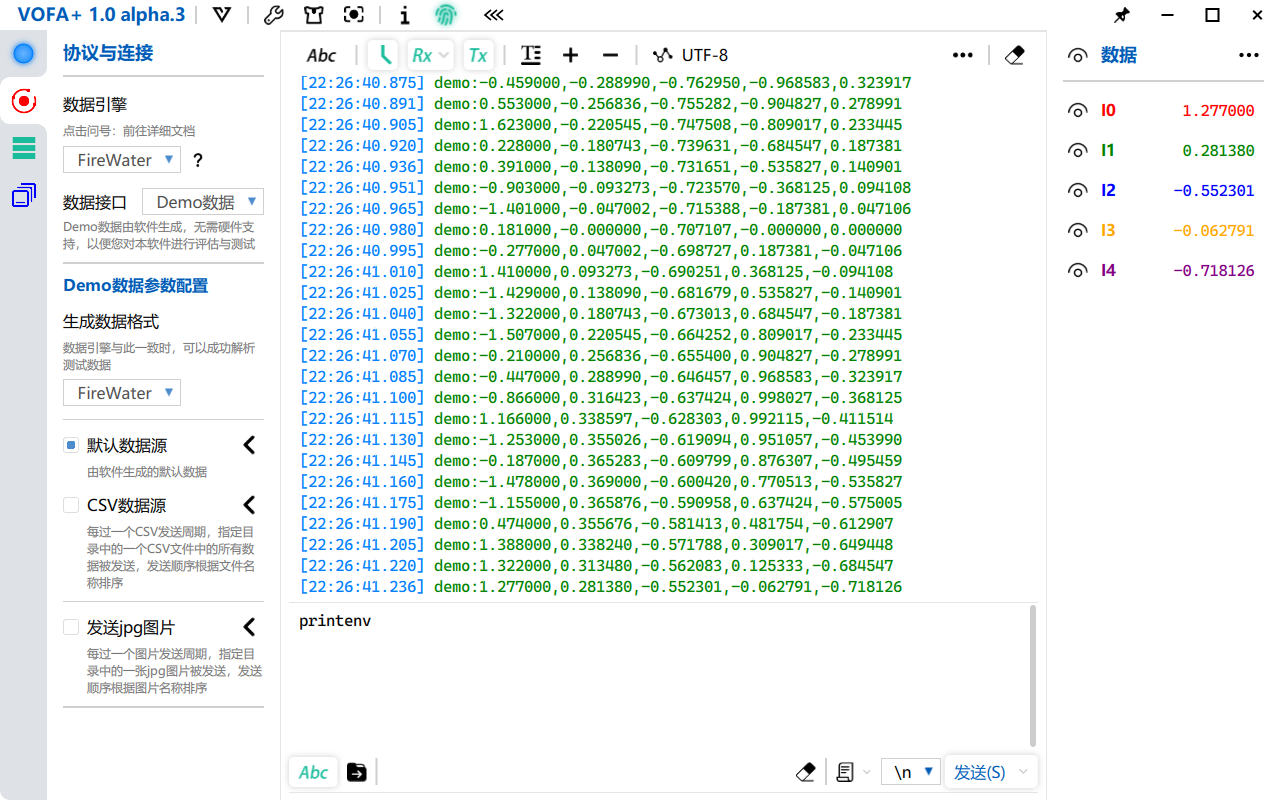 VOFA+ 1.0 alpha.3
协议与连接
数据引擎
点击问号：前往详细文档
FireWater ?
数据接口 Demo数据
Demo数据由软件生成，无需硬件支
持，以便您对本软件进行评估与测试
Demo数据参数配置
生成数据格式
数据引擎与此一致时，可以成功解析
测试数据
FireWater
默认数据源
由软件生成的默认数据
CSV数据源
每过一个CSV发送周期，指定目
录中的一个CSV文件中的所有数
据被发送，发送顺序根据文件名
称排序
发送jpg图片
每过一个图片发送周期，指定目
录中的一张jpg图片被发送，发送
顺序根据图片名称排序
Abc Rx Tx UTF-8
[22:26:40.875] demo:-0.459000,-0.288990,-0.762950,-0.968583,0.323917
[22:26:40.891] demo:0.553000,-0.256836,-0.755282,-0.904827,0.278991
[22:26:40.905] demo:1.623000,-0.220545,-0.747508,-0.809017,0.233445
[22:26:40.920] demo:0.228000,-0.180743,-0.739631,-0.684547,0.187381
[22:26:40.936] demo:0.391000,-0.138090,-0.731651,-0.535827,0.140901
[22:26:40.951] demo:-0.903000,-0.093273,-0.723570,-0.368125,0.094108
[22:26:40.965] demo:-1.401000,-0.047002,-0.715388,-0.187381,0.047106
[22:26:40.980] demo:0.181000,-0.000000,-0.707107,-0.000000,0.000000
[22:26:40.995] demo:-0.277000,0.047002,-0.698727,0.187381,-0.047106
[22:26:41.010] demo:1.410000,0.093273,-0.690251,0.368125,-0.094108
[22:26:41.025] demo:-1.429000,0.138090,-0.681679,0.535827,-0.140901
[22:26:41.040] demo:-1.322000,0.180743,-0.673013,0.684547,-0.187381
[22:26:41.055] demo:-1.507000,0.220545,-0.664252,0.809017,-0.233445
[22:26:41.070] demo:-0.210000,0.256836,-0.655400,0.904827,-0.278991
[22:26:41.085] demo:-0.447000,0.288990,-0.646457,0.968583,-0.323917
[22:26:41.100] demo:-0.866000,0.316423,-0.637424,0.998027,-0.368125
[22:26:41.115] demo:1.166000,0.338597,-0.628303,0.992115,-0.411514
[22:26:41.130] demo:-1.253000,0.355026,-0.619094,0.951057,-0.453990
[22:26:41.145] demo:-0.187000,0.365283,-0.609799,0.876307,-0.495459
[22:26:41.160] demo:-1.478000,0.369000,-0.600420,0.770513,-0.535827
[22:26:41.175] demo:-1.155000,0.365876,-0.590958,0.637424,-0.575005
[22:26:41.190] demo:0.474000,0.355676,-0.581413,0.481754,-0.612907
[22:26:41.205] demo:1.388000,0.338240,-0.571788,0.309017,-0.649448
[22:26:41.220] demo:1.322000,0.313480,-0.562083,0.125333,-0.684547
[22:26:41.236] demo:1.277000,0.281380,-0.552301,-0.062791,-0.718126
printenv
Abc \n 发送(S)
数据
I0 1.277000
I1 0.281380
I2 -0.552301
I3 -0.062791
I4 -0.718126